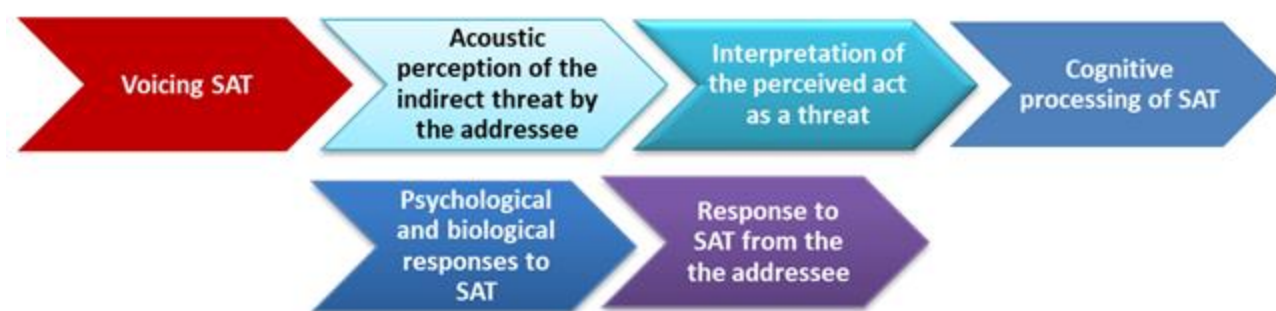 Voicing SAT
Acoustic
perception of the
indirect threat by
the addressee
Interpretation of
the perceived act
as a threat
Cognitive
processing of SAT
Psychological
and biological
responses to
SAT
Response to
SAT from the
the addressee